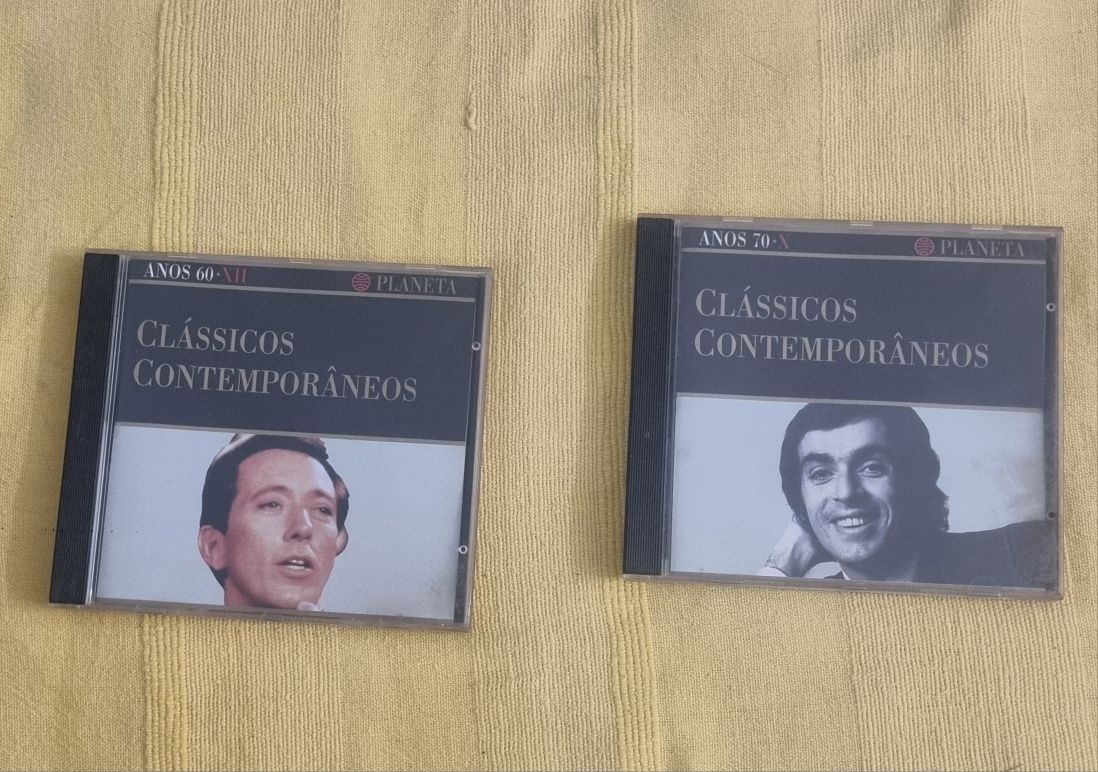 ANOS 60·XII PLANETA
CLÁSSICOS
CONTEMPORÂNEOS
ANOS 70·X PLANETA
CLÁSSICOS
CONTEMPORÂNEOS